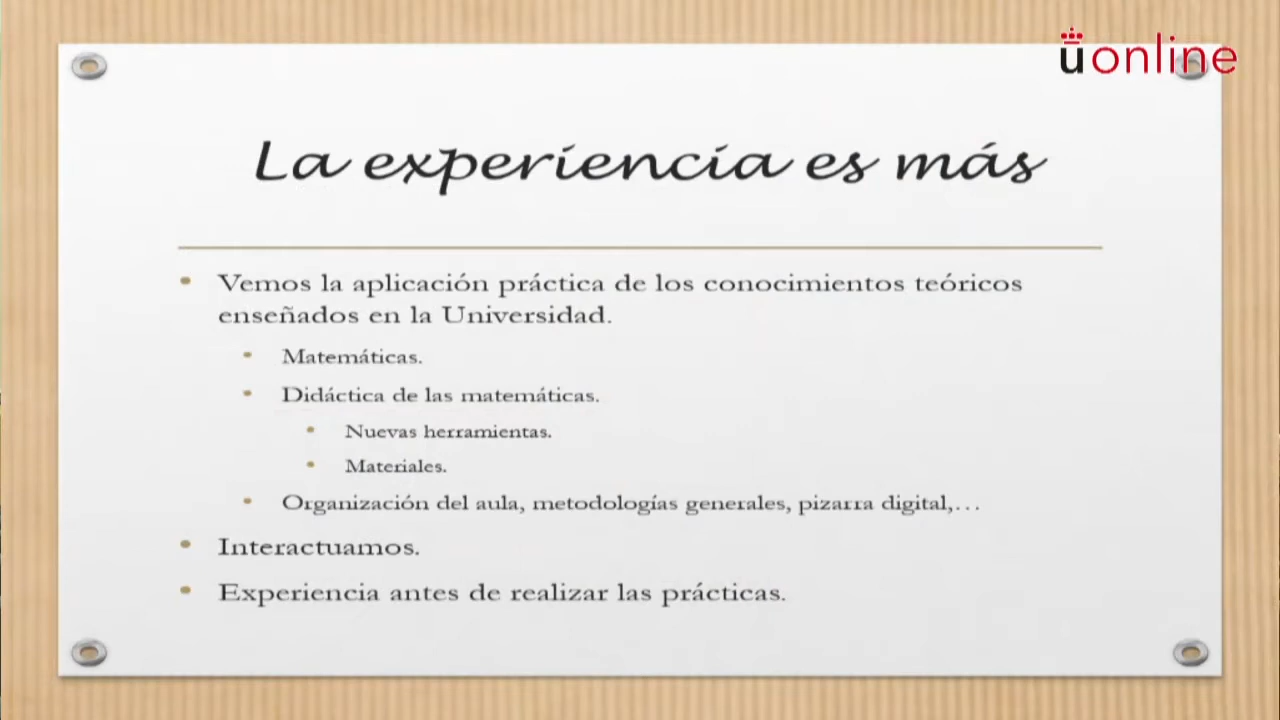 üonline
La experiencia es más
• Vemos la aplicación práctica de los conocimientos teóricos
enseñados en la Universidad.
• Matemáticas.
• Didáctica de las matemáticas.
• Nuevas herramientas.
• Materiales.
• Organización del aula, metodologías generales, pizarra digital,…
• Interactuamos.
• Experiencia antes de realizar las prácticas.